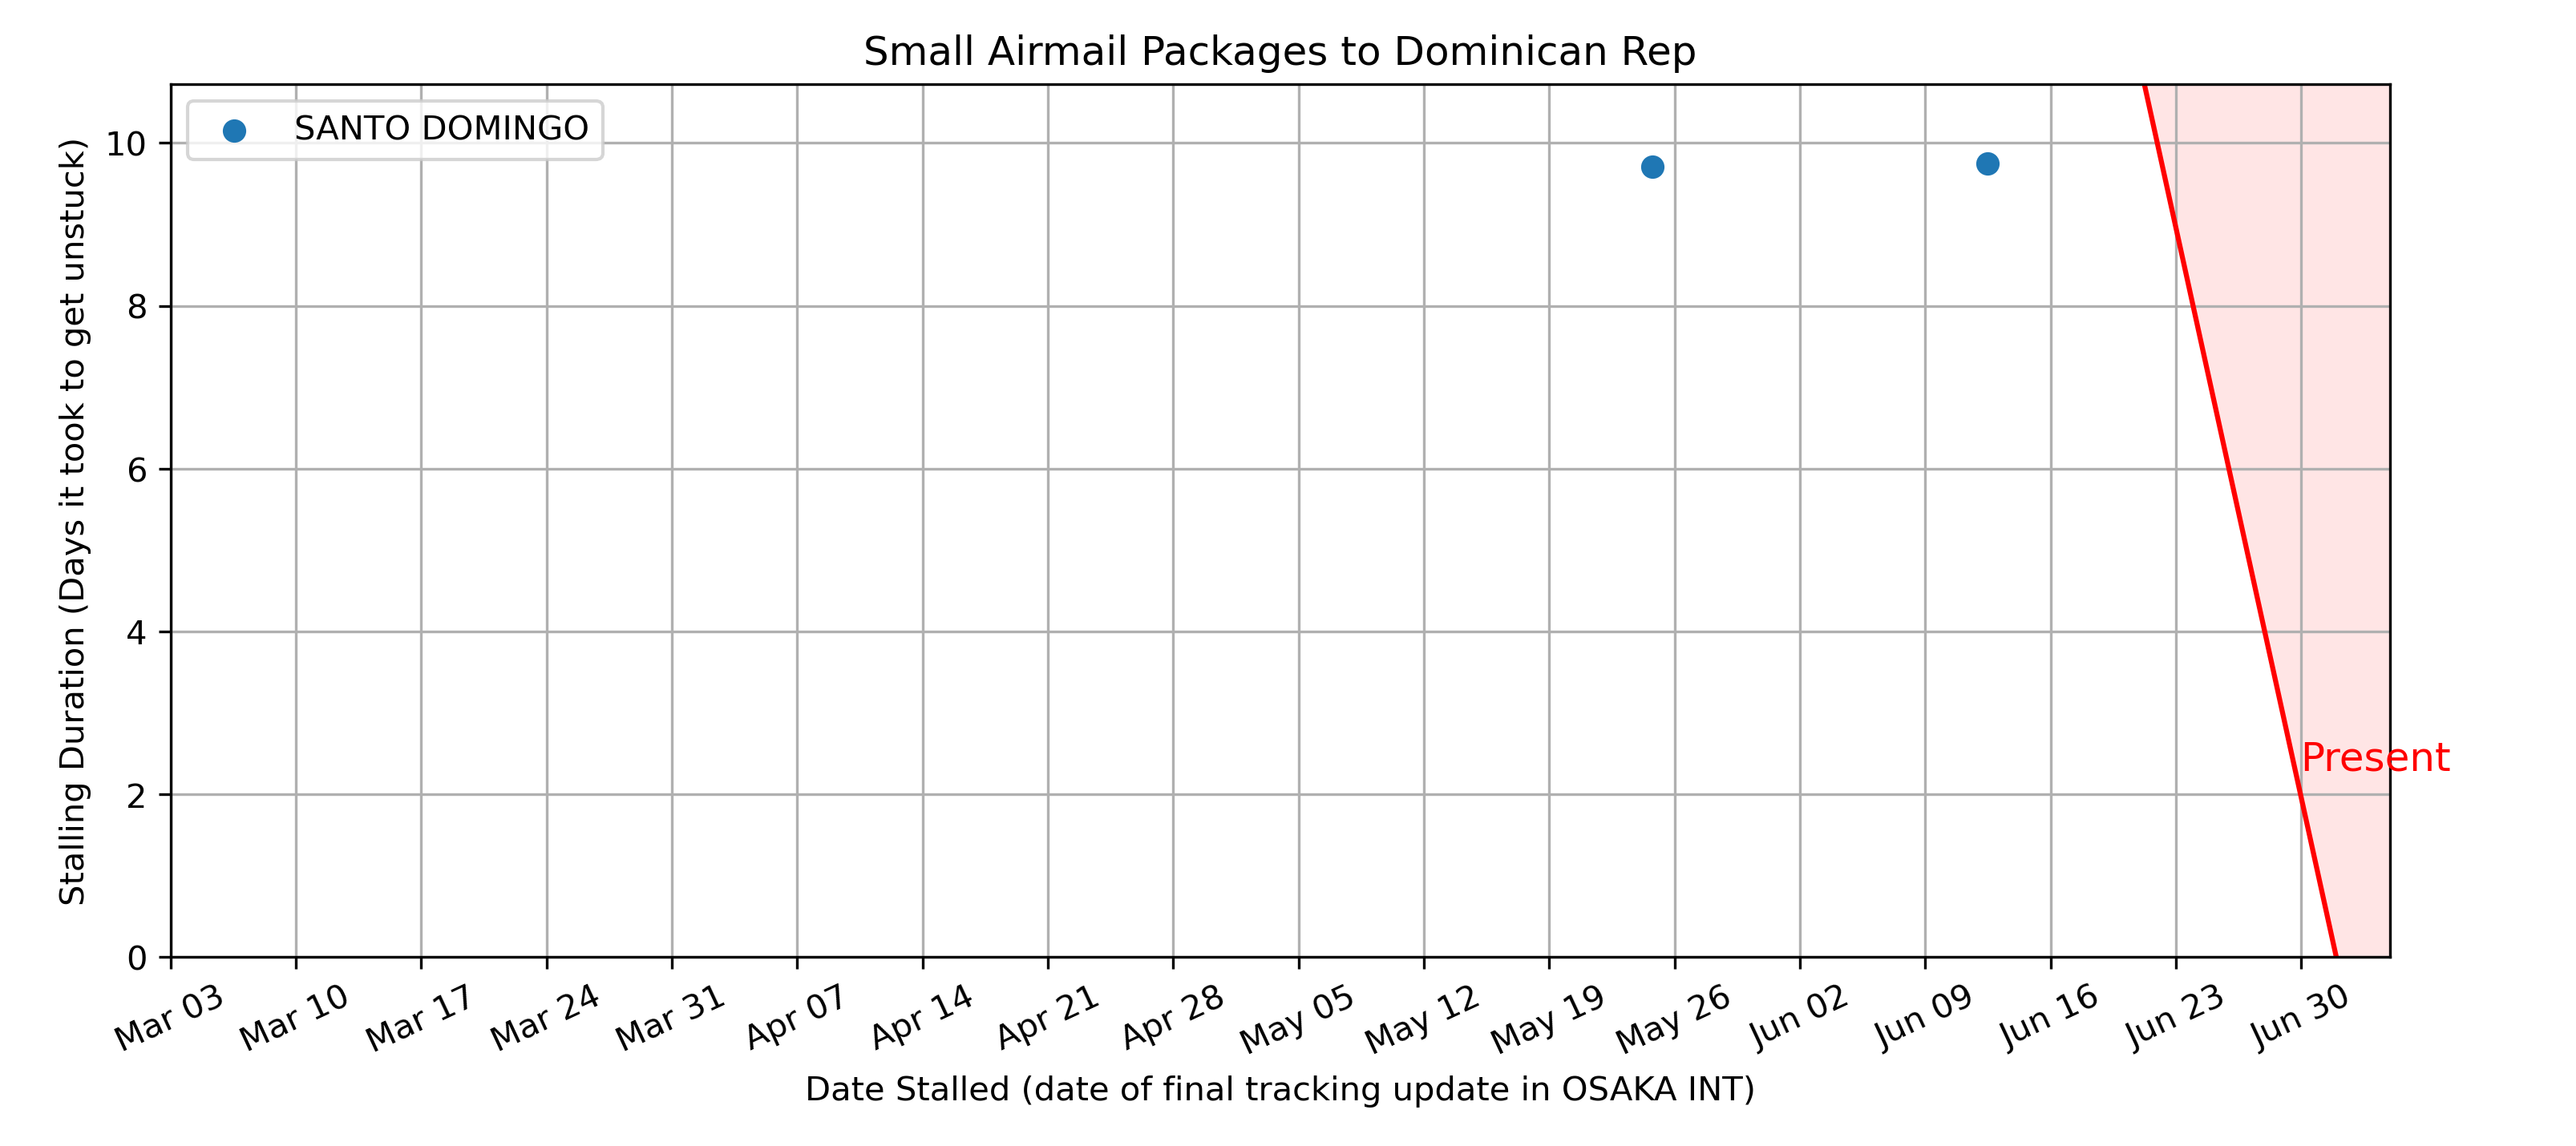 Small Airmail Packages to Dominican Rep
SANTO DOMINGO
Stalling Duration (Days it took to get unstuck)
10
8
6
4
2
0
Present
Mar 03
Mar 10
Mar 17
Mar 24
Mar 31
Apr 07
Apr 14
Apr 21
Apr 28
May 05
May 12
May 19
May 26
Jun 02
Jun 09
Jun 16
Jun 23
Jun 30
Date Stalled (date of final tracking update in OSAKA INT)